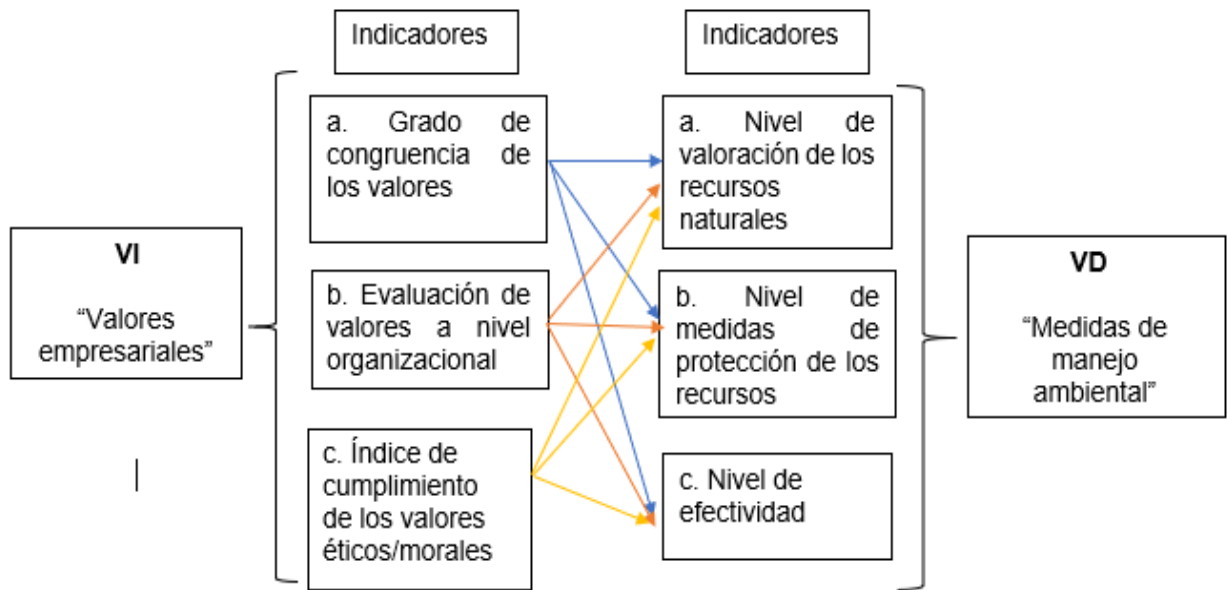 Indicadores
Indicadores
VI
“Valores
empresariales”
a. Grado de
congruencia de
los valores
b. Evaluación de
valores a nivel
organizacional
c. Índice de
cumplimiento
de los valores
éticos/morales
a. Nivel de
valoración de los
recursos
naturales
b. Nivel de
medidas de
protección de los
recursos
c. Nivel de
efectividad
VD
“Medidas de
manejo
ambiental”